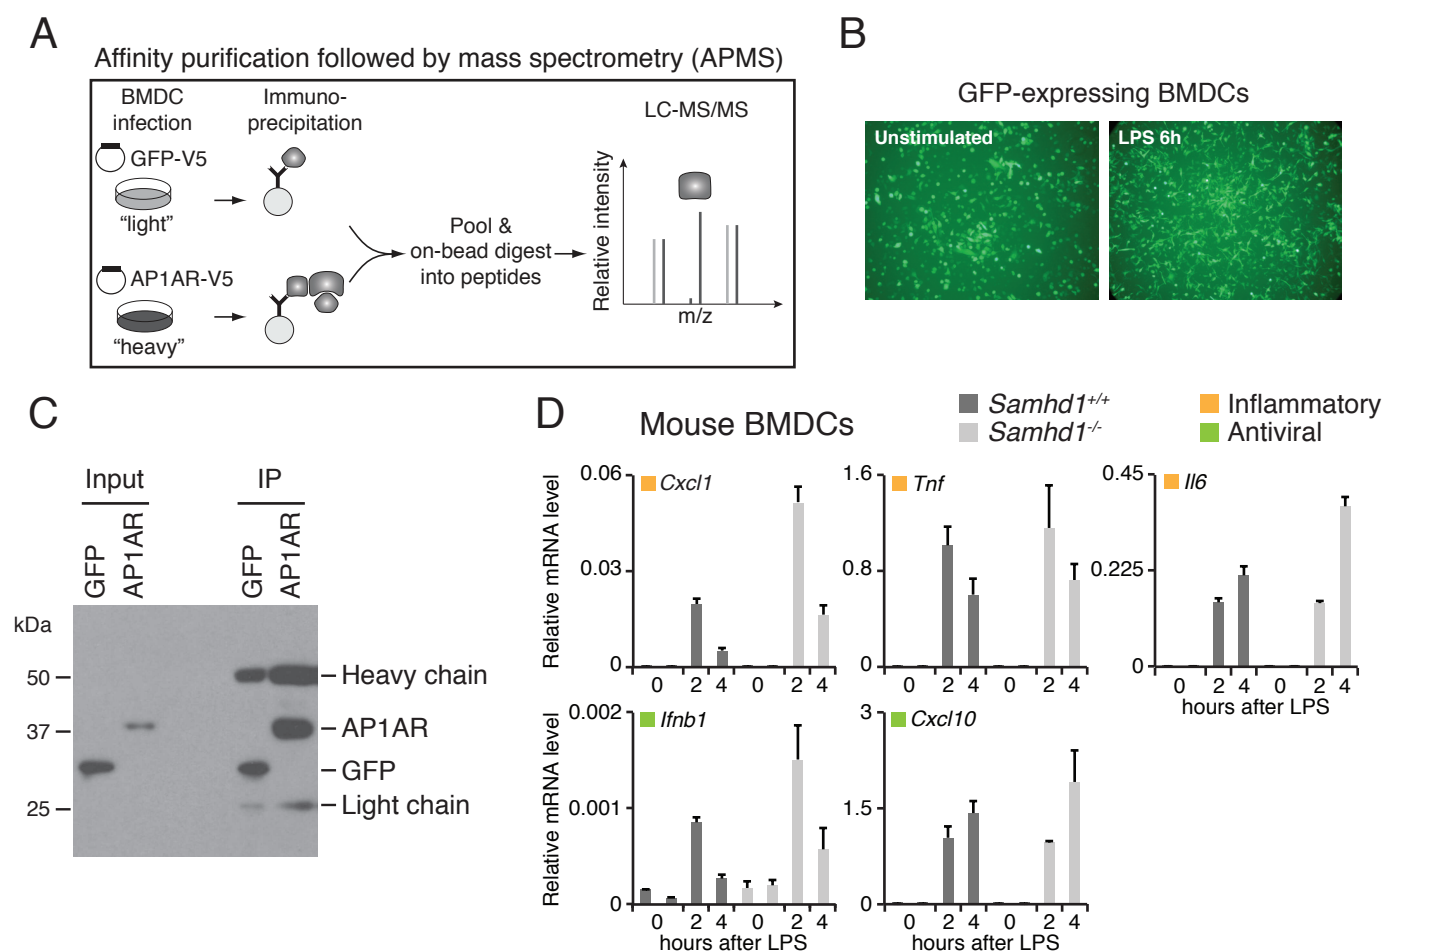 A
Affinity purification followed by mass spectrometry (APMS)
BMDC
infection
Immuno-
precipitation
LC-MS/MS
GFP-V5
“light”
AP1AR-V5
“heavy”
Pool &
on-bead digest
into peptides
Relative intensity
m/z
B
GFP-expressing BMDCs
Unstimulated
LPS 6h
C
Input
IP
GFP
AP1AR
GFP
AP1AR
kDa
50
37
25
Heavy chain
AP1AR
GFP
Light chain
D
Mouse BMDCs
Samhd1+/+
Samhd1-/-
Inflammatory
Antiviral
Relative mRNA level
0.06
0.03
0
Cxcl1
0 2 4 0 2 4
1.6
0.8
0
Tnf
0 2 4 0 2 4
0.45
0.225
0
Il6
0 2 4 0 2 4
hours after LPS
Relative mRNA level
0.002
0.001
0
Ifnb1
0 2 4 0 2 4
hours after LPS
3
1.5
0
Cxcl10
0 2 4 0 2 4
hours after LPS